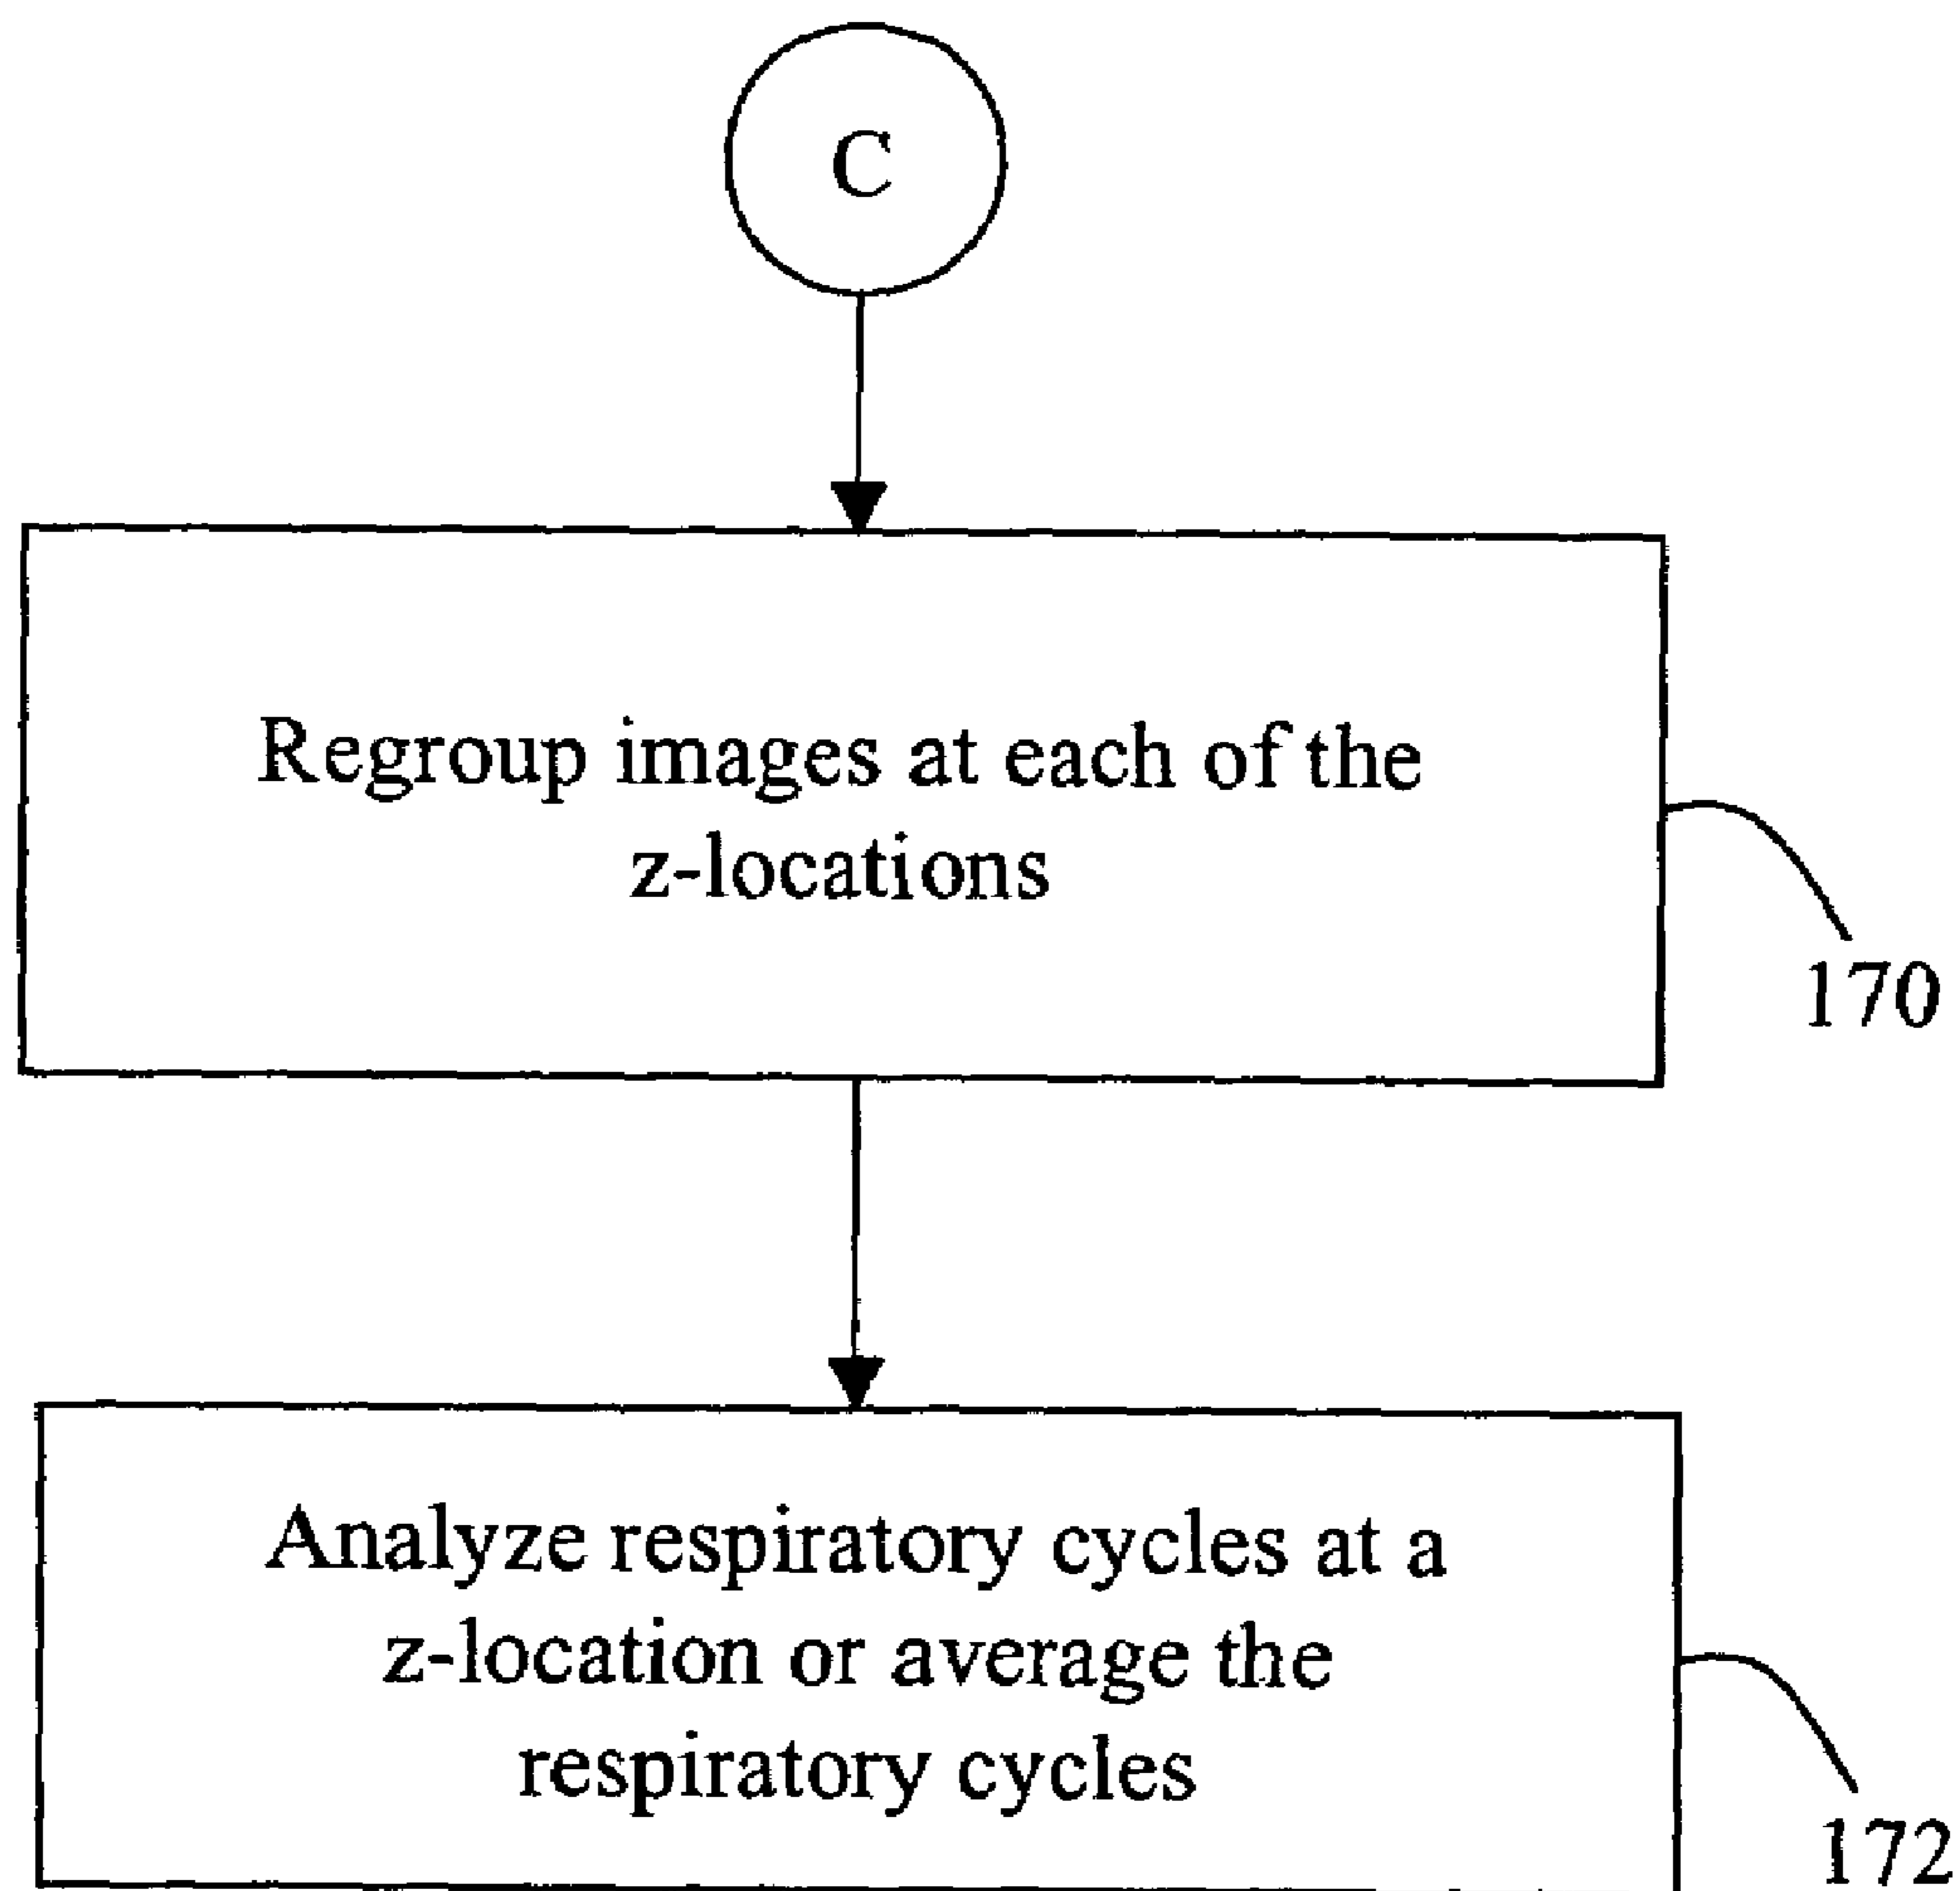 C
Regroup images at each of the
z-locations
170
Analyze respiratory cycles at a
z-location or average the
respiratory cycles
172